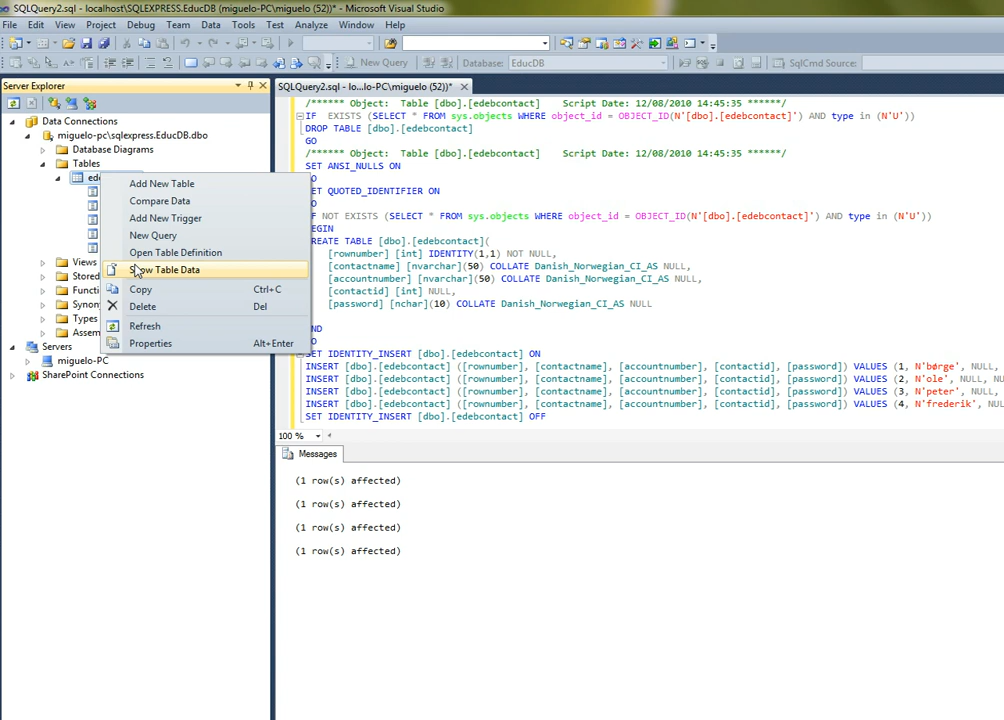 SQLQuery2.sql - localhost\SQLEXPRESS.EducDB (miguelo-PC\miguelo (52))* - Microsoft Visual Studio
File Edit View Project Debug Team Data Tools Test Analyze Window Help
New Query Database: EducDB SqlCmd Source:
Server Explorer
Data Connections
miguelo-pc\sqlexpress.EducDB.dbo
Database Diagrams
Tables
Views
Stored
Functi
Synony
Types
Assem
Servers
miguelo-PC
SharePoint Connections
Add New Table
Compare Data
Add New Trigger
New Query
Open Table Definition
Show Table Data
Copy Ctrl+C
Delete Del
Refresh
Properties Alt+Enter
SQLQuery2.sql - lo...lo-PC\miguelo (52))*
/****** Object:  Table [dbo].[edebcontact]    Script Date: 12/08/2010 14:45:35 ******/
IF  EXISTS (SELECT * FROM sys.objects WHERE object_id = OBJECT_ID(N'[dbo].[edebcontact]') AND type in (N'U'))
DROP TABLE [dbo].[edebcontact]
GO
/****** Object:  Table [dbo].[edebcontact]    Script Date: 12/08/2010 14:45:35 ******/
SET ANSI_NULLS ON
O
ET QUOTED_IDENTIFIER ON
O
F NOT EXISTS (SELECT * FROM sys.objects WHERE object_id = OBJECT_ID(N'[dbo].[edebcontact]') AND type in (N'U'))
EGIN
REATE TABLE [dbo].[edebcontact](
[rownumber] [int] IDENTITY(1,1) NOT NULL,
[contactname] [nvarchar](50) COLLATE Danish_Norwegian_CI_AS NULL,
[accountnumber] [nvarchar](50) COLLATE Danish_Norwegian_CI_AS NULL,
[contactid] [int] NULL,
[password] [nchar](10) COLLATE Danish_Norwegian_CI_AS NULL
ND
O
SET IDENTITY_INSERT [dbo].[edebcontact] ON
INSERT [dbo].[edebcontact] ([rownumber], [contactname], [accountnumber], [contactid], [password]) VALUES (1, N'børge', NULL,
INSERT [dbo].[edebcontact] ([rownumber], [contactname], [accountnumber], [contactid], [password]) VALUES (2, N'ole', NULL,
INSERT [dbo].[edebcontact] ([rownumber], [contactname], [accountnumber], [contactid], [password]) VALUES (3, N'peter', NULL,
INSERT [dbo].[edebcontact] ([rownumber], [contactname], [accountnumber], [contactid], [password]) VALUES (4, N'frederik', NULL
SET IDENTITY_INSERT [dbo].[edebcontact] OFF
100 %
Messages
(1 row(s) affected)
(1 row(s) affected)
(1 row(s) affected)
(1 row(s) affected)